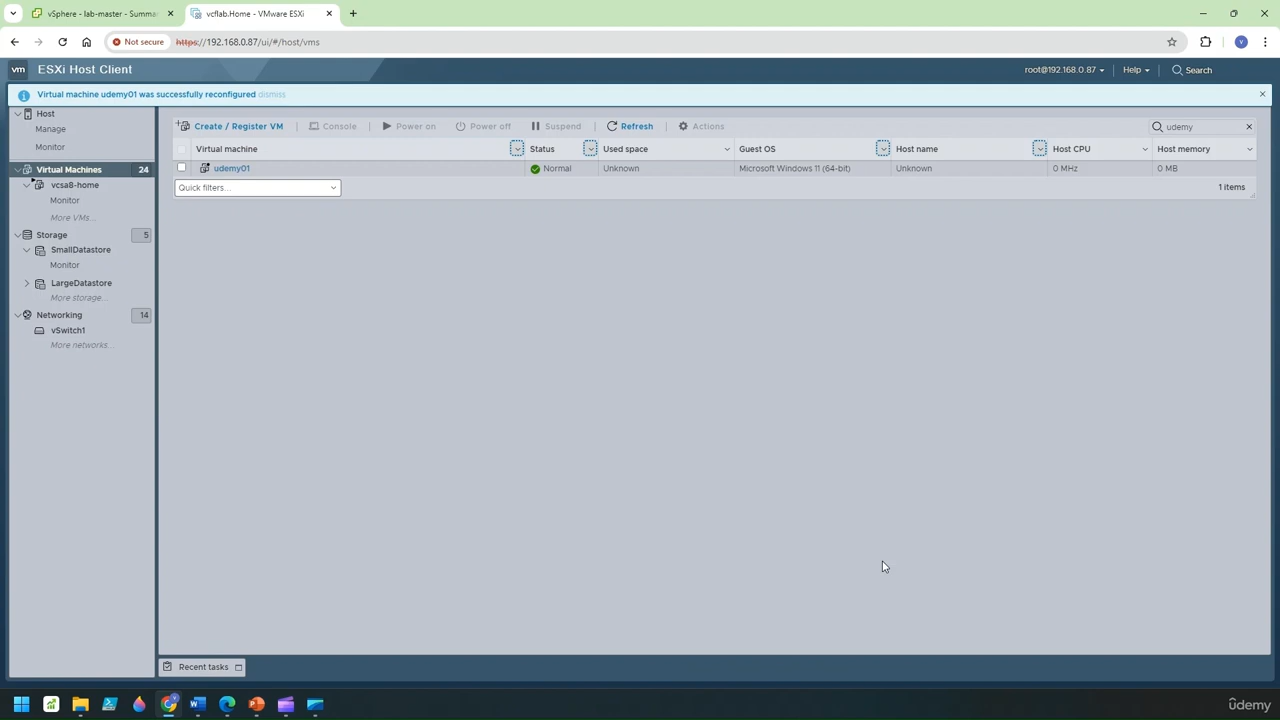 vSphere - lab-master - Summa
vcflab.Home - VMware ESXi
Not secure
https://192.168.0.87/ui/#/host/vms
vm ESXi Host Client
root@192.168.0.87
Help
Search
Virtual machine udemy01 was successfully reconfigured dismiss
Host
Manage
Monitor
Virtual Machines 24
vcsa8-home
Monitor
More VMs...
Storage 5
SmallDatastore
Monitor
LargeDatastore
More storage...
Networking 14
vSwitch1
More networks...
Create / Register VM
Console
Power on
Power off
Suspend
Refresh
Actions
udemy
Virtual machine Status Used space Guest OS Host name Host CPU Host memory
udemy01 Normal Unknown Microsoft Windows 11 (64-bit) Unknown 0 MHz 0 MB
Quick filters...
1 items
Recent tasks
udemy